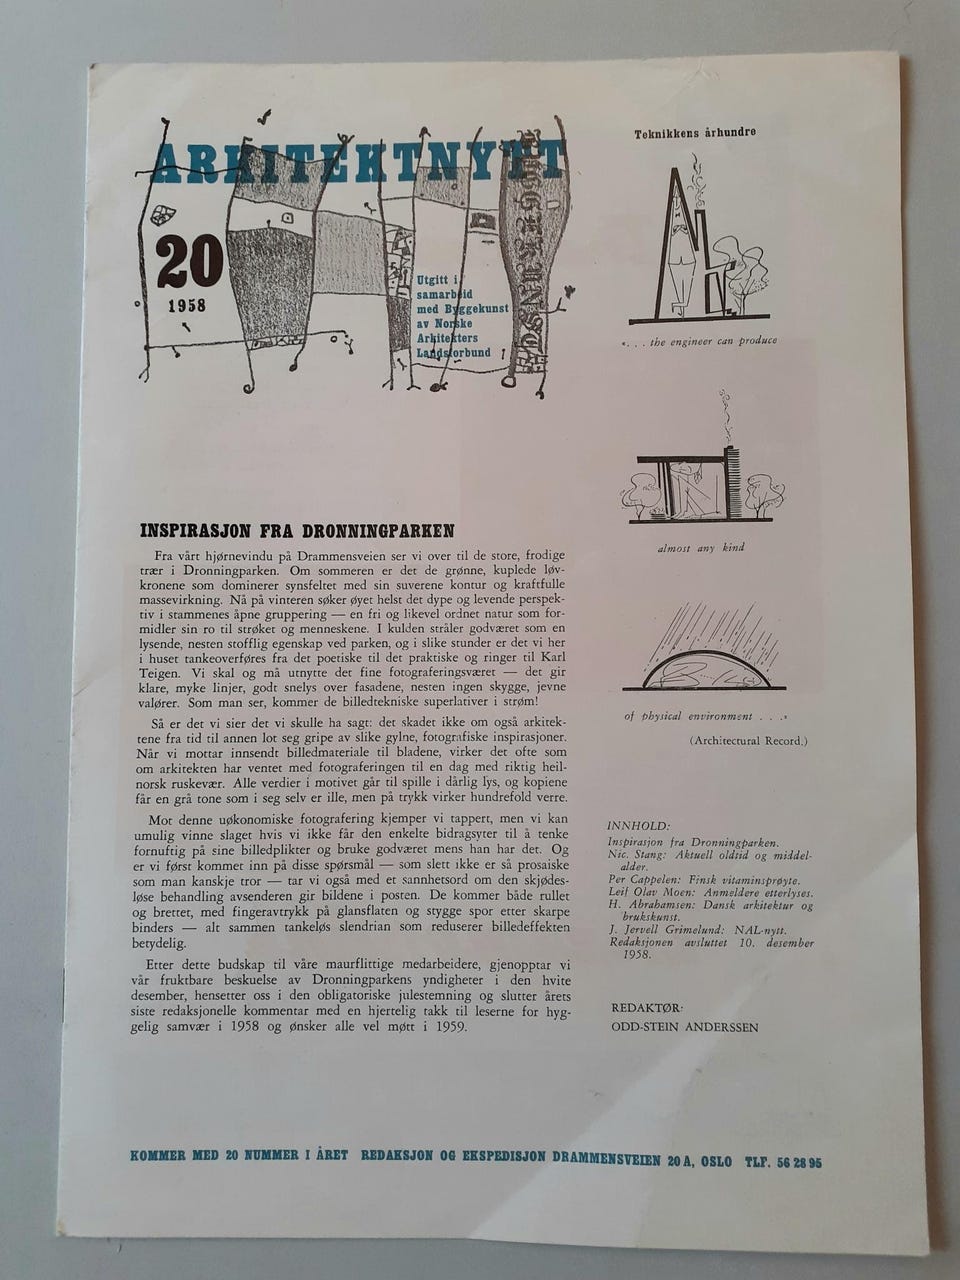 ARKITEKTNYTT
20
1958
Utgitt i
samarbeid
med Byggekunst
av Norske
Arkitekters
Landsforbund
Teknikkens århundre
«. . . the engineer can produce
almost any kind
of physical environment . . .»
(Architectural Record.)
INSPIRASJON FRA DRONNINGPARKEN
Fra vårt hjørnevindu på Drammensveien ser vi over til de store, frodige
trær i Dronningparken. Om sommeren er det de grønne, kuplede løv-
kronene som dominerer synsfeltet med sin suverene kontur og kraftfulle
massevirkning. Nå på vinteren søker øyet helst det dype og levende perspek-
tiv i stammenes åpne gruppering — en fri og likevel ordnet natur som for-
midler sin ro til strøket og menneskene. I kulden stråler godværet som en
lysende, nesten stofflig egenskap ved parken, og i slike stunder er det vi her
i huset tankeoverføres fra det poetiske til det praktiske og ringer til Karl
Teigen. Vi skal og må utnytte det fine fotograferingsværet — det gir
klare, myke linjer, godt snelys over fasadene, nesten ingen skygge, jevne
valører. Som man ser, kommer de billedtekniske superlativer i strøm!
Så er det vi sier det vi skulle ha sagt: det skadet ikke om også arkitek-
tene fra tid til annen lot seg gripe av slike gylne, fotografiske inspirasjoner.
Når vi mottar innsendt billedmateriale til bladene, virker det ofte som
om arkitekten har ventet med fotograferingen til en dag med riktig heil-
norsk ruskevær. Alle verdier i motivet går til spille i dårlig lys, og kopiene
får en grå tone som i seg selv er ille, men på trykk virker hundrefold verre.
Mot denne uøkonomiske fotografering kjemper vi tappert, men vi kan
umulig vinne slaget hvis vi ikke får den enkelte bidragsyter til å tenke
fornuftig på sine billedplikter og bruke godværet mens han har det. Og
er vi først kommet inn på disse spørsmål — som slett ikke er så prosaiske
som man kanskje tror — tar vi også med et sannhetsord om den skjødes-
løse behandling avsenderen gir bildene i posten. De kommer både rullet
og brettet, med fingeravtrykk på glansflaten og stygge spor etter skarpe
binders — alt sammen tankeløs slendrian som reduserer billedeffekten
betydelig.
Etter dette budskap til våre maurflittige medarbeidere, gjenopptar vi
vår fruktbare beskuelse av Dronningparkens yndigheter i den hvite
desember, hensetter oss i den obligatoriske julestemning og slutter årets
siste redaksjonelle kommentar med en hjertelig takk til leserne for hyg-
gelig samvær i 1958 og ønsker alle vel møtt i 1959.
INNHOLD:
Inspirasjon fra Dronningparken.
Nic. Stang: Aktuell oldtid og middel-
alder.
Per Cappelen: Finsk vitaminsprøyte.
Leif Olav Moen: Anmeldere etterlyses.
H. Abrahamsen: Dansk arkitektur og
brukskunst.
J. Jervell Grimelund: NAL-nytt.
Redaksjonen avsluttet 10. desember
1958.
REDAKTØR:
ODD-STEIN ANDERSSEN
KOMMER MED 20 NUMMER I ÅRET REDAKSJON OG EKSPEDISJON DRAMMENSVEIEN 20 A, OSLO TLF. 56 28 95